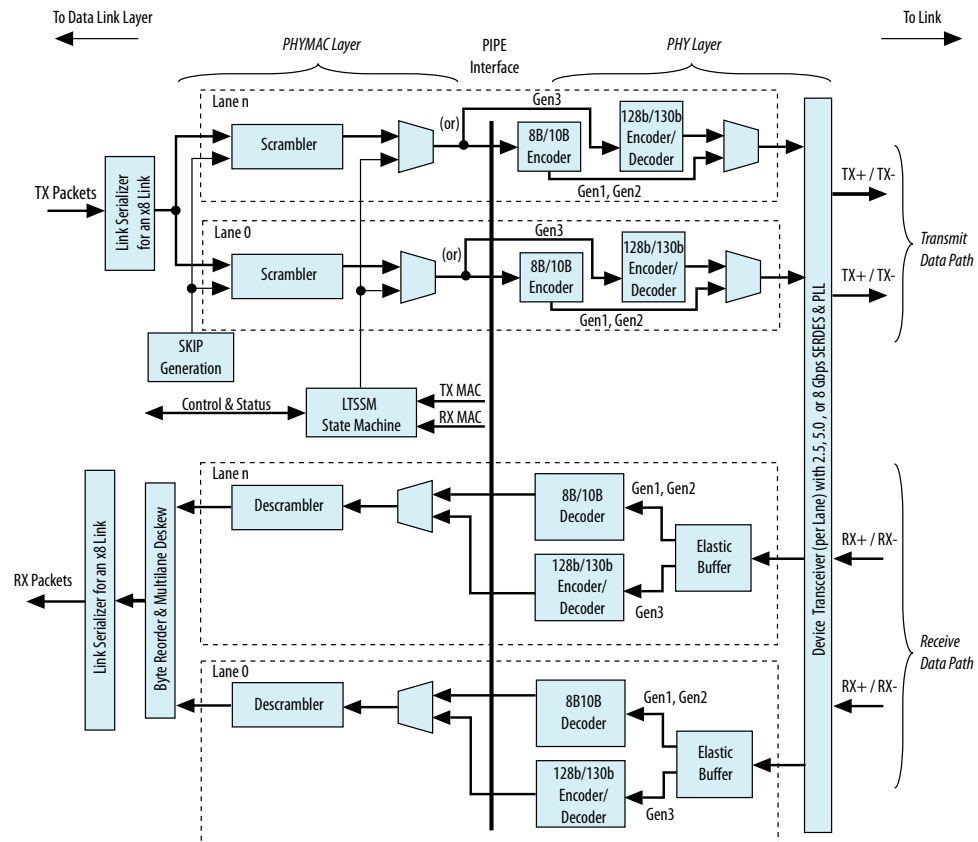 To Data Link Layer
To Link
PHYMAC Layer
PIPE
Interface
PHY Layer
Lane n
Gen3
(or)
Scrambler
8B/10B
Encoder
128b/130b
Encoder/
Decoder
Gen1, Gen2
TX Packets
Link Serializer
for an x8 Link
TX+ / TX-
Lane 0
Gen3
(or)
Scrambler
8B/10B
Encoder
128b/130b
Encoder/
Decoder
Gen1, Gen2
TX+ / TX-
Transmit
Data Path
SKIP
Generation
Control & Status
LTSSM
State Machine
TX MAC
RX MAC
Device Transceiver (per Lane) with 2.5, 5.0 , or 8 Gbps SERDES & PLL
Lane n
Descrambler
8B/10B
Decoder
Gen1, Gen2
128b/130b
Encoder/
Decoder
Gen3
Elastic
Buffer
RX+ / RX-
RX Packets
Link Serializer for an x8 Link
Byte Reorder & Multilane Deskew
Lane 0
Descrambler
8B10B
Decoder
Gen1, Gen2
128b/130b
Encoder/
Decoder
Gen3
Elastic
Buffer
RX+ / RX-
Receive
Data Path